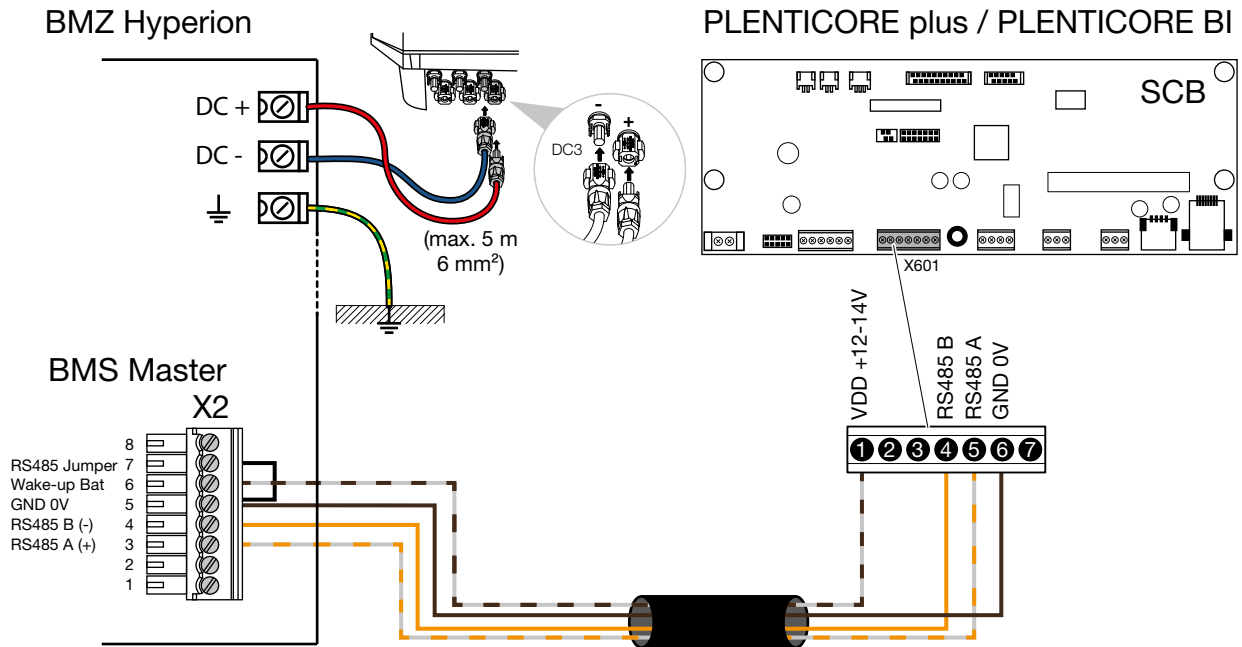 BMZ Hyperion
PLENTICORE plus / PLENTICORE BI
DC +
DC -
(max. 5 m
6 mm²)
-
+
DC3
SCB
X601
BMS Master
X2
8
RS485 Jumper 7
Wake-up Bat 6
GND 0V 5
RS485 B (-) 4
RS485 A (+) 3
2
1
VDD +12-14V
RS485 B
RS485 A
GND 0V
1 2 3 4 5 6 7